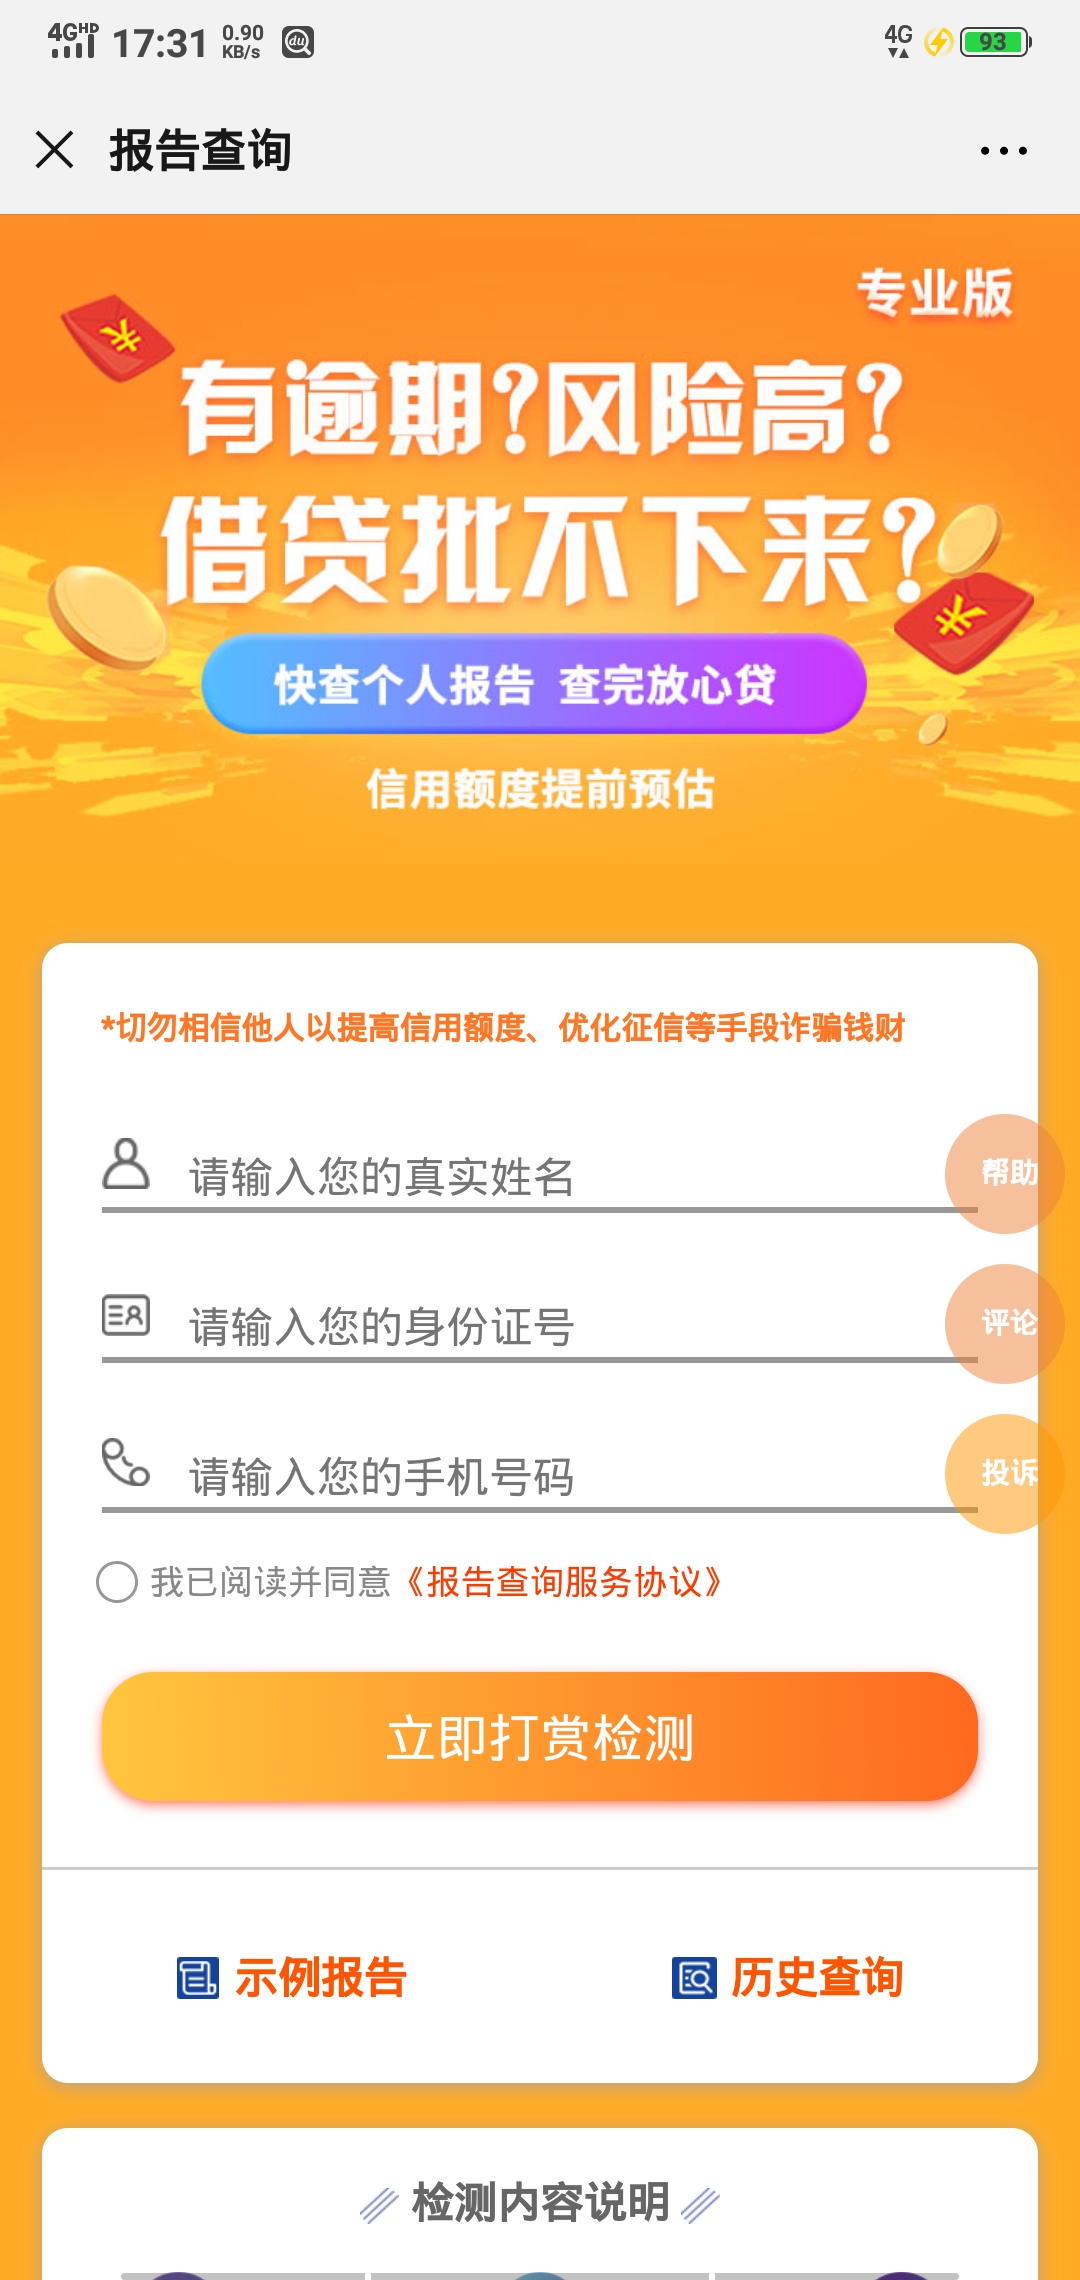 4G HD 17:31 0.90 KB/s du 4G 93
报告查询
专业版
有逾期?风险高?
借贷批不下来?
快查个人报告 查完放心贷
信用额度提前预估
*切勿相信他人以提高信用额度、优化征信等手段诈骗钱财
请输入您的真实姓名
帮助
请输入您的身份证号
评论
请输入您的手机号码
投诉
我已阅读并同意《报告查询服务协议》
立即打赏检测
示例报告 历史查询
检测内容说明